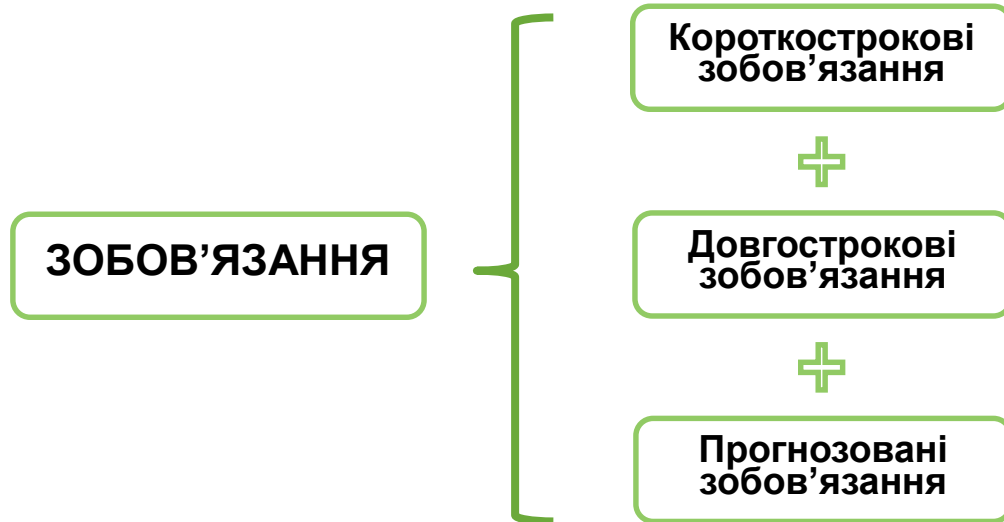 ЗОБОВ’ЯЗАННЯ
Короткострокові
зобов’язання
Довгострокові
зобов’язання
Прогнозовані
зобов’язання